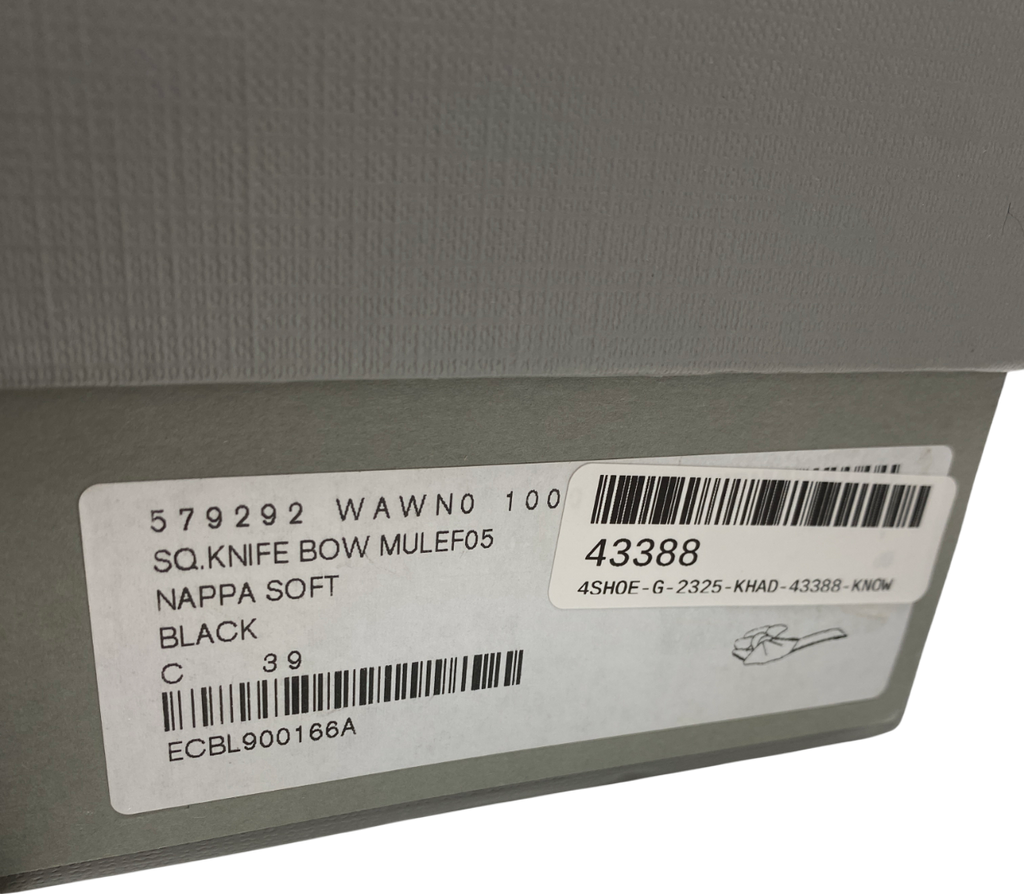 579292 WAWN0 100
SQ.KNIFE BOW MULEF05
NAPPA SOFT
BLACK
C 39
ECBL900166A
43388
4SHOE-G-2325-KHAD-43388-KNOW